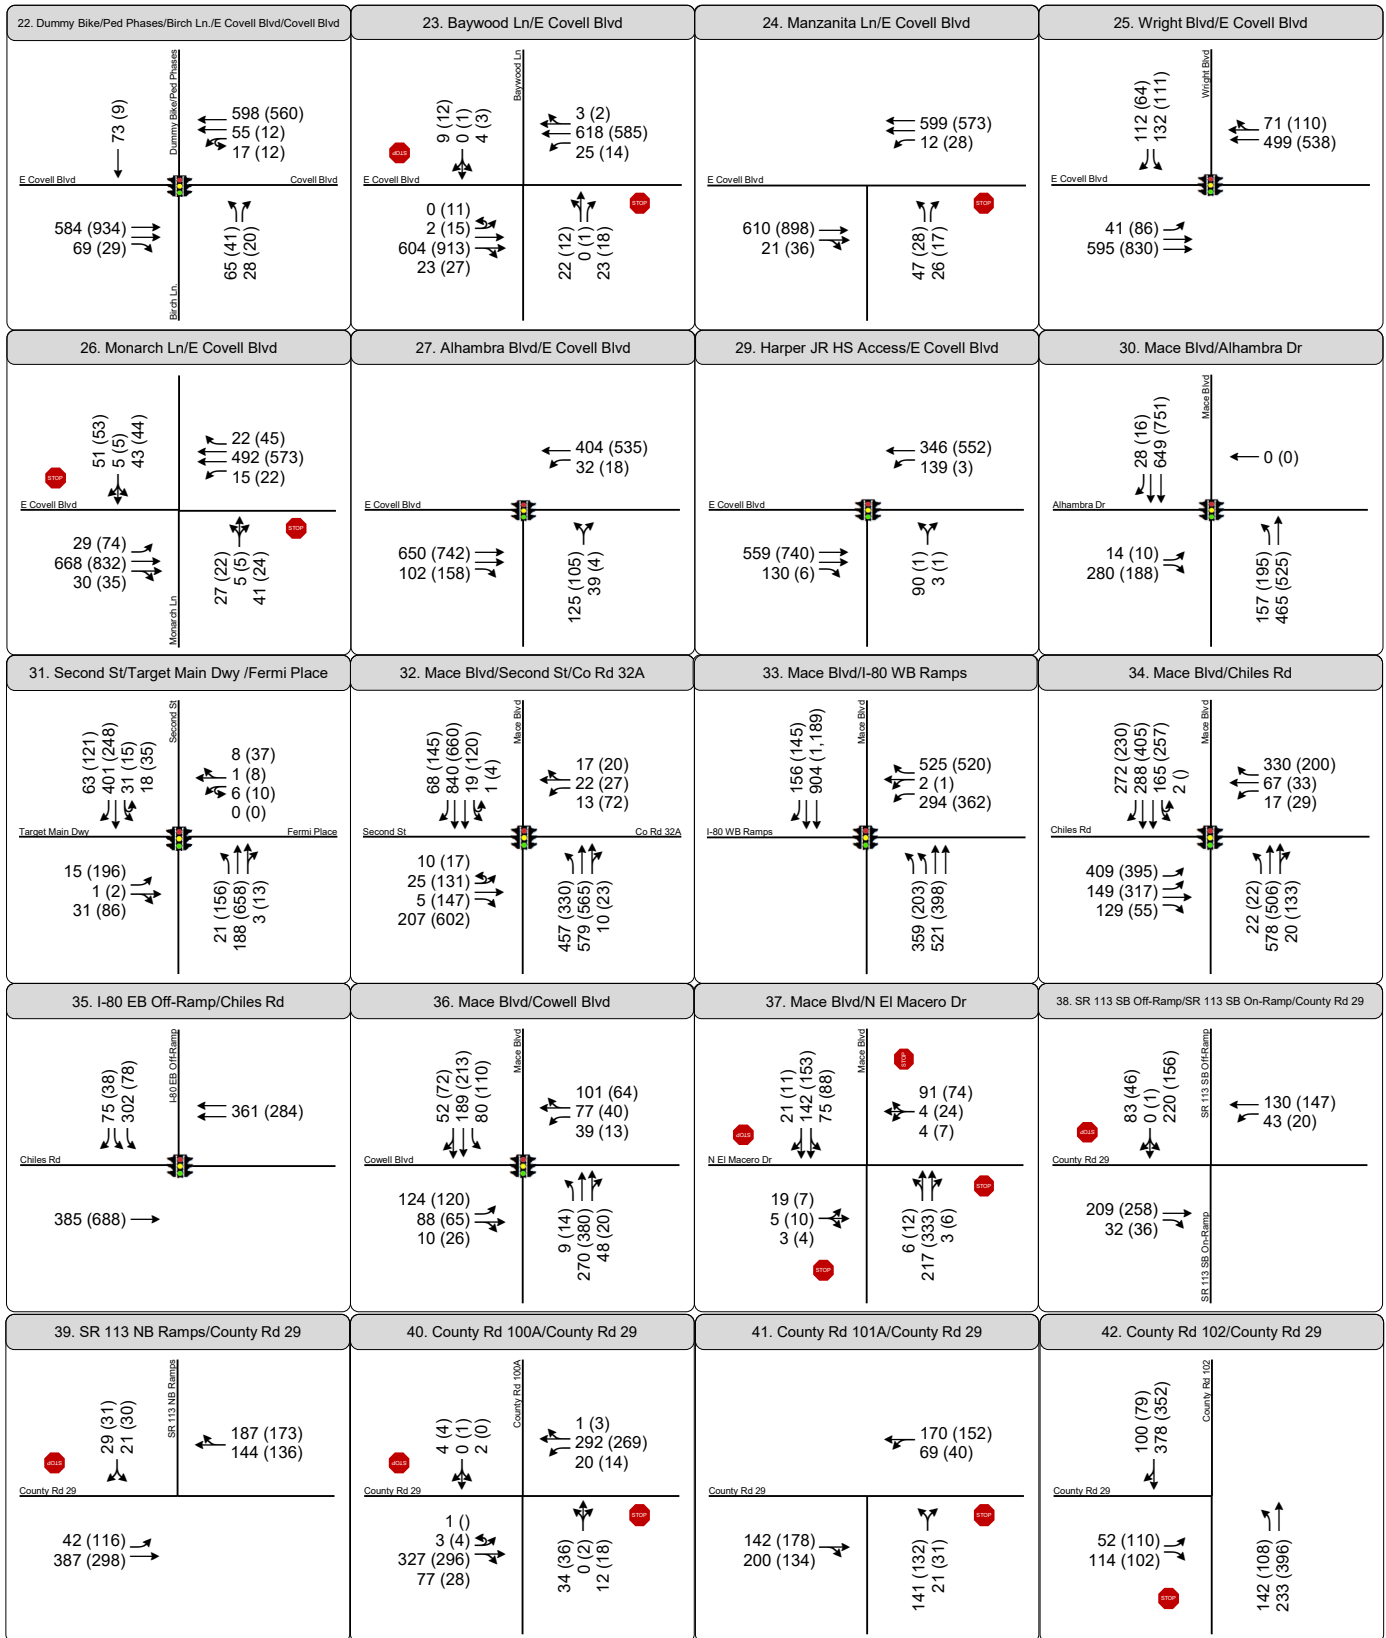 22. Dummy Bike/Ped Phases/Birch Ln./E Covell Blvd/Covell Blvd
73 (9)
Dummy Bike/Ped Phases
598 (560)
55 (12)
17 (12)
E Covell Blvd
Covell Blvd
584 (934)
69 (29)
65 (41)
28 (20)
Birch Ln.
23. Baywood Ln/E Covell Blvd
9 (12)
0 (1)
4 (3)
Baywood Ln
3 (2)
618 (585)
25 (14)
STOP
E Covell Blvd
STOP
0 (11)
2 (15)
604 (913)
23 (27)
22 (12)
0 (1)
23 (18)
24. Manzanita Ln/E Covell Blvd
599 (573)
12 (28)
E Covell Blvd
STOP
610 (898)
21 (36)
47 (28)
26 (17)
25. Wright Blvd/E Covell Blvd
112 (64)
132 (111)
Wright Blvd
71 (110)
499 (538)
E Covell Blvd
41 (86)
595 (830)
26. Monarch Ln/E Covell Blvd
51 (53)
5 (5)
43 (44)
22 (45)
492 (573)
15 (22)
STOP
E Covell Blvd
STOP
29 (74)
668 (832)
30 (35)
27 (22)
5 (5)
41 (24)
Monarch Ln
27. Alhambra Blvd/E Covell Blvd
404 (535)
32 (18)
E Covell Blvd
650 (742)
102 (158)
125 (105)
39 (4)
29. Harper JR HS Access/E Covell Blvd
346 (552)
139 (3)
E Covell Blvd
559 (740)
130 (6)
90 (1)
3 (1)
30. Mace Blvd/Alhambra Dr
28 (16)
649 (751)
Mace Blvd
0 (0)
Alhambra Dr
14 (10)
280 (188)
157 (195)
465 (525)
31. Second St/Target Main Dwy /Fermi Place
63 (121)
401 (248)
31 (15)
18 (35)
Second St
8 (37)
1 (8)
6 (10)
0 (0)
Target Main Dwy
Fermi Place
15 (196)
1 (2)
31 (86)
21 (156)
188 (658)
3 (13)
32. Mace Blvd/Second St/Co Rd 32A
68 (145)
840 (660)
19 (120)
1 (4)
Mace Blvd
17 (20)
22 (27)
13 (72)
Second St
Co Rd 32A
10 (17)
25 (131)
5 (147)
207 (602)
457 (330)
579 (565)
10 (23)
33. Mace Blvd/I-80 WB Ramps
156 (145)
904 (1,189)
525 (520)
2 (1)
294 (362)
I-80 WB Ramps
359 (203)
521 (398)
34. Mace Blvd/Chiles Rd
272 (230)
288 (405)
165 (257)
2 ()
Mace Blvd
330 (200)
67 (33)
17 (29)
Chiles Rd
409 (395)
149 (317)
129 (55)
22 (22)
578 (506)
20 (133)
35. I-80 EB Off-Ramp/Chiles Rd
75 (38)
302 (78)
I-80 EB Off-Ramp
361 (284)
Chiles Rd
385 (688)
36. Mace Blvd/Cowell Blvd
52 (72)
189 (213)
80 (110)
Mace Blvd
101 (64)
77 (40)
39 (13)
Cowell Blvd
124 (120)
88 (65)
10 (26)
9 (14)
270 (380)
48 (20)
37. Mace Blvd/N El Macero Dr
21 (11)
142 (153)
75 (88)
Mace Blvd
STOP
91 (74)
4 (24)
4 (7)
STOP
N El Macero Dr
STOP
19 (7)
5 (10)
3 (4)
6 (12)
217 (333)
3 (6)
STOP
38. SR 113 SB Off-Ramp/SR 113 SB On-Ramp/County Rd 29
83 (46)
0 (1)
220 (156)
SR 113 SB Off-Ramp
130 (147)
43 (20)
STOP
County Rd 29
209 (258)
32 (36)
SR 113 SB On-Ramp
39. SR 113 NB Ramps/County Rd 29
29 (31)
21 (30)
SR 113 NB Ramps
187 (173)
144 (136)
STOP
County Rd 29
42 (116)
387 (298)
40. County Rd 100A/County Rd 29
4 (4)
0 (1)
2 (0)
County Rd 100A
1 (3)
292 (269)
20 (14)
STOP
County Rd 29
STOP
1 ()
3 (4)
327 (296)
77 (28)
34 (36)
0 (2)
12 (18)
41. County Rd 101A/County Rd 29
170 (152)
69 (40)
County Rd 29
STOP
142 (178)
200 (134)
141 (132)
21 (31)
42. County Rd 102/County Rd 29
100 (79)
378 (352)
County Rd 102
County Rd 29
52 (110)
114 (102)
STOP
142 (108)
233 (396)